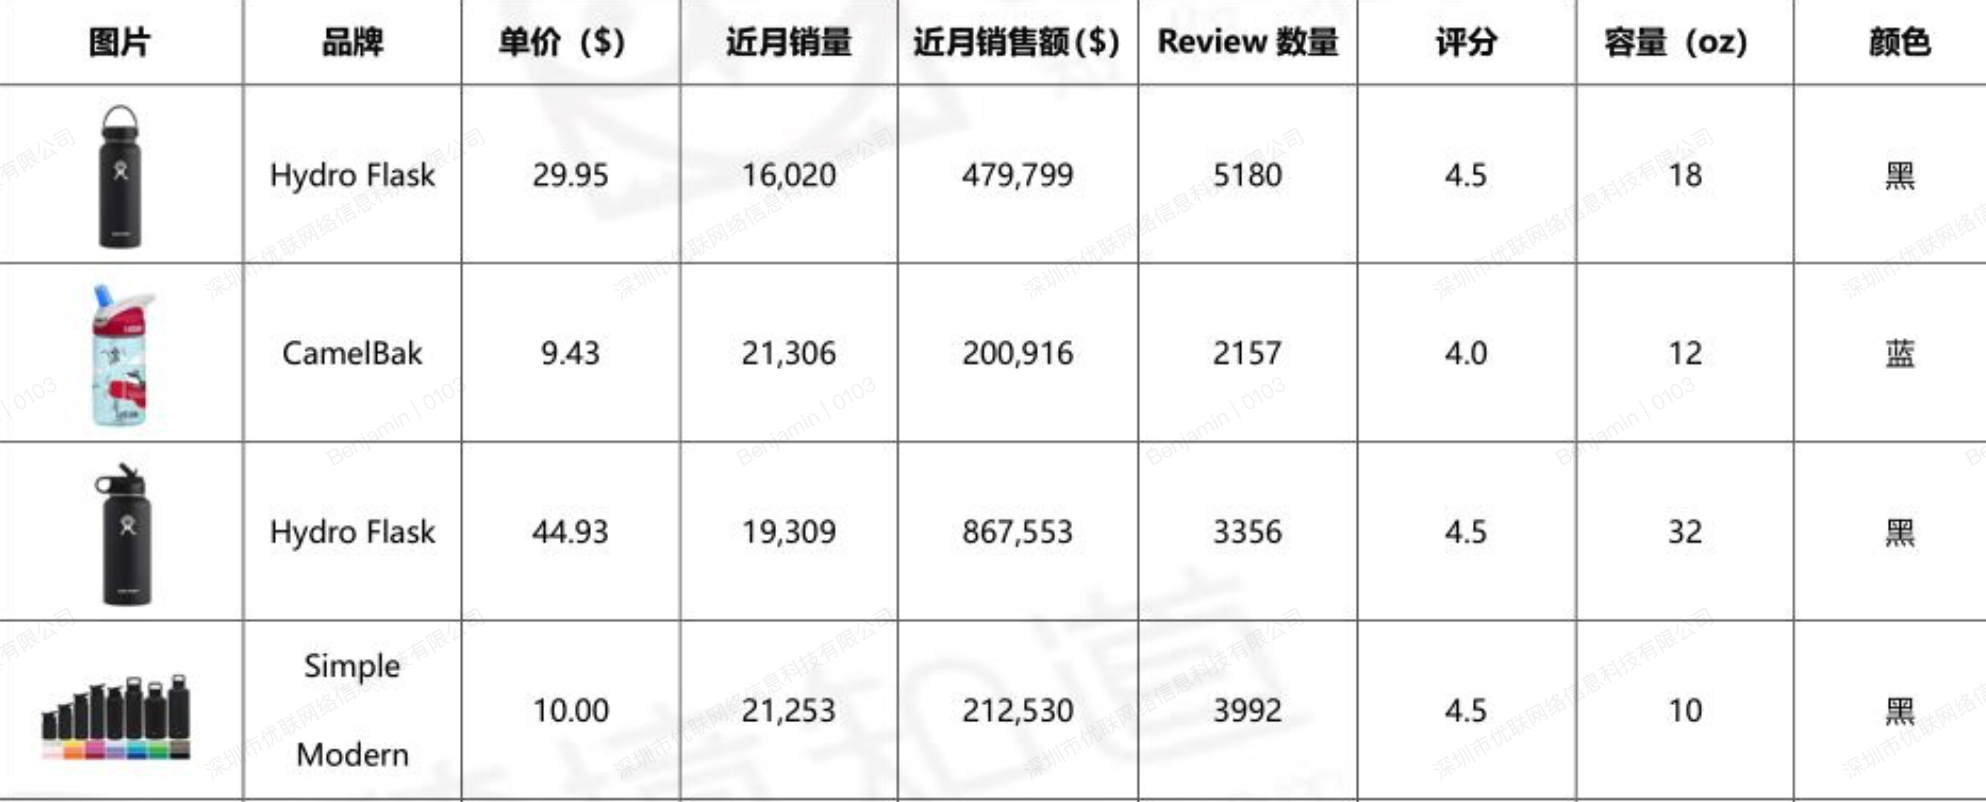 图片 品牌 单价（$） 近月销量 近月销售额($) Review 数量 评分 容量（oz） 颜色
Hydro Flask 29.95 16,020 479,799 5180 4.5 18 黑
CamelBak 9.43 21,306 200,916 2157 4.0 12 蓝
Hydro Flask 44.93 19,309 867,553 3356 4.5 32 黑
Simple
Modern
10.00 21,253 212,530 3992 4.5 10 黑
深圳市优联网络信息科技有限公司
Benjamin | 0103